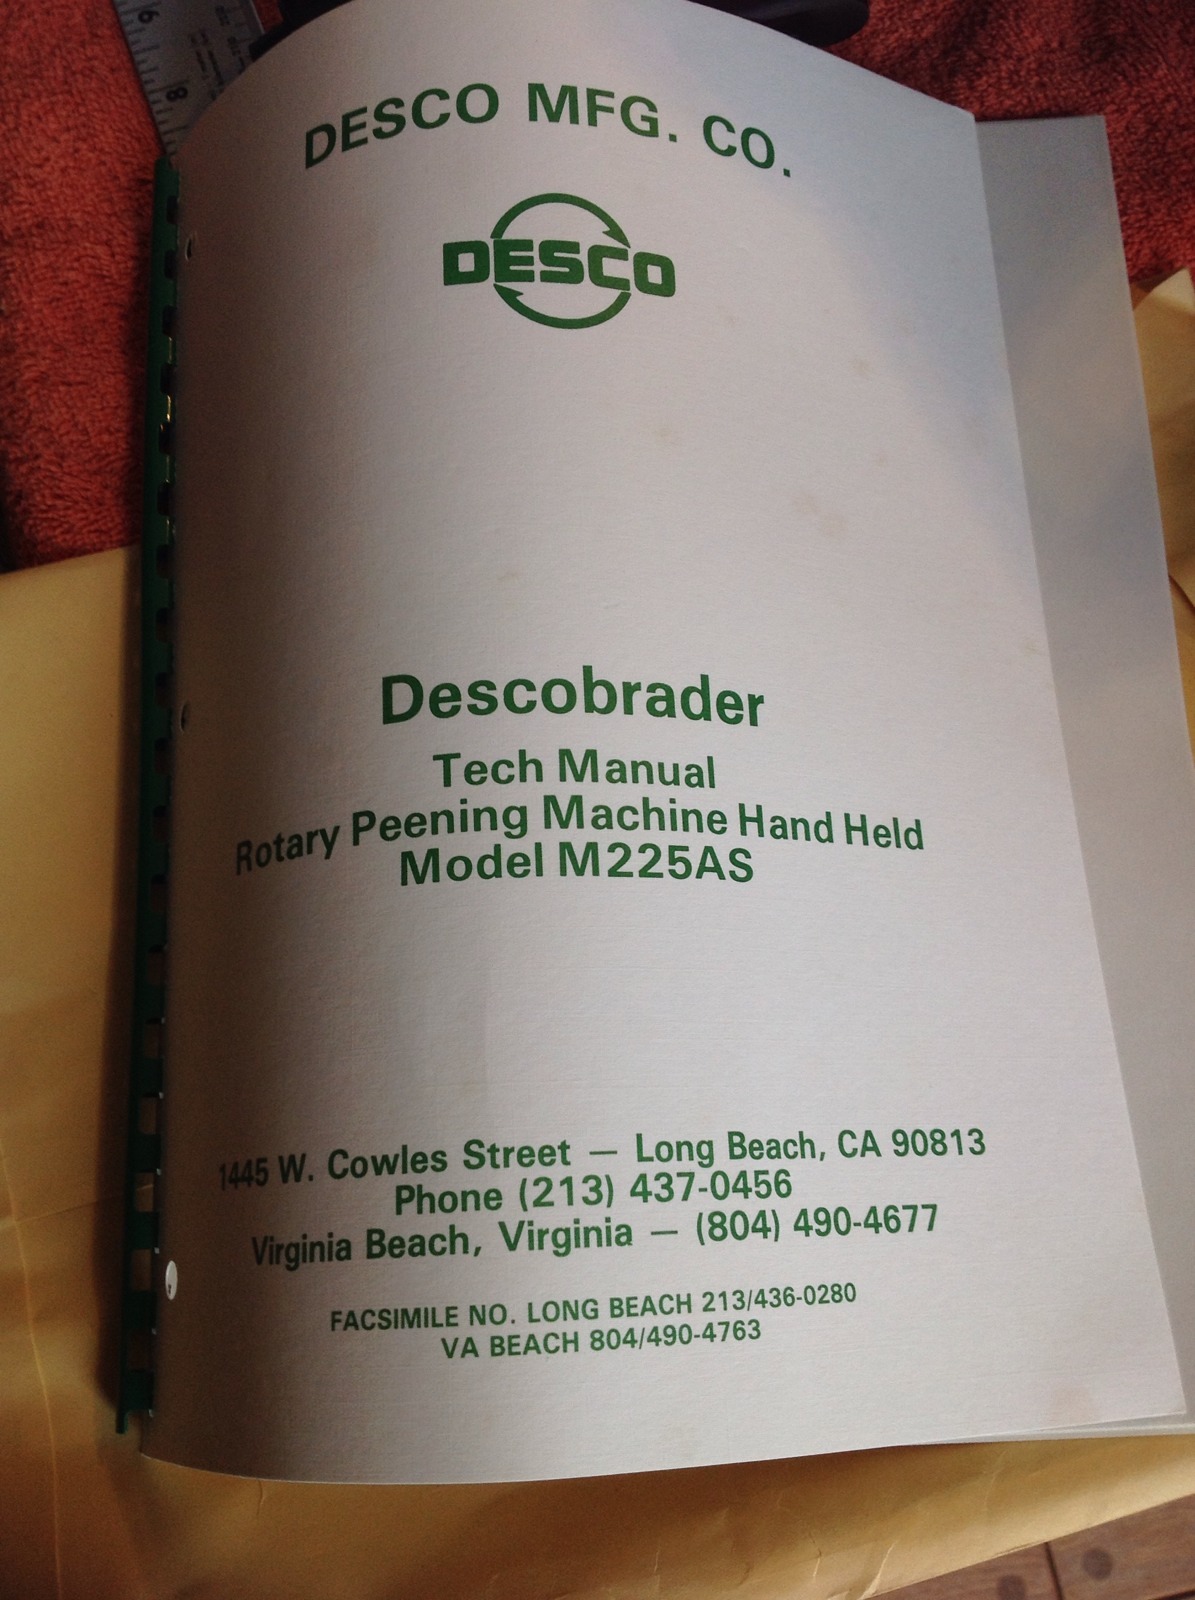 DESCO MFG. CO.
DESCO
Descobrader
Tech Manual
Rotary Peening Machine Hand Held
Model M225AS
1445 W. Cowles Street — Long Beach, CA 90813
Phone (213) 437-0456
Virginia Beach, Virginia — (804) 490-4677
FACSIMILE NO. LONG BEACH 213/436-0280
VA BEACH 804/490-4763